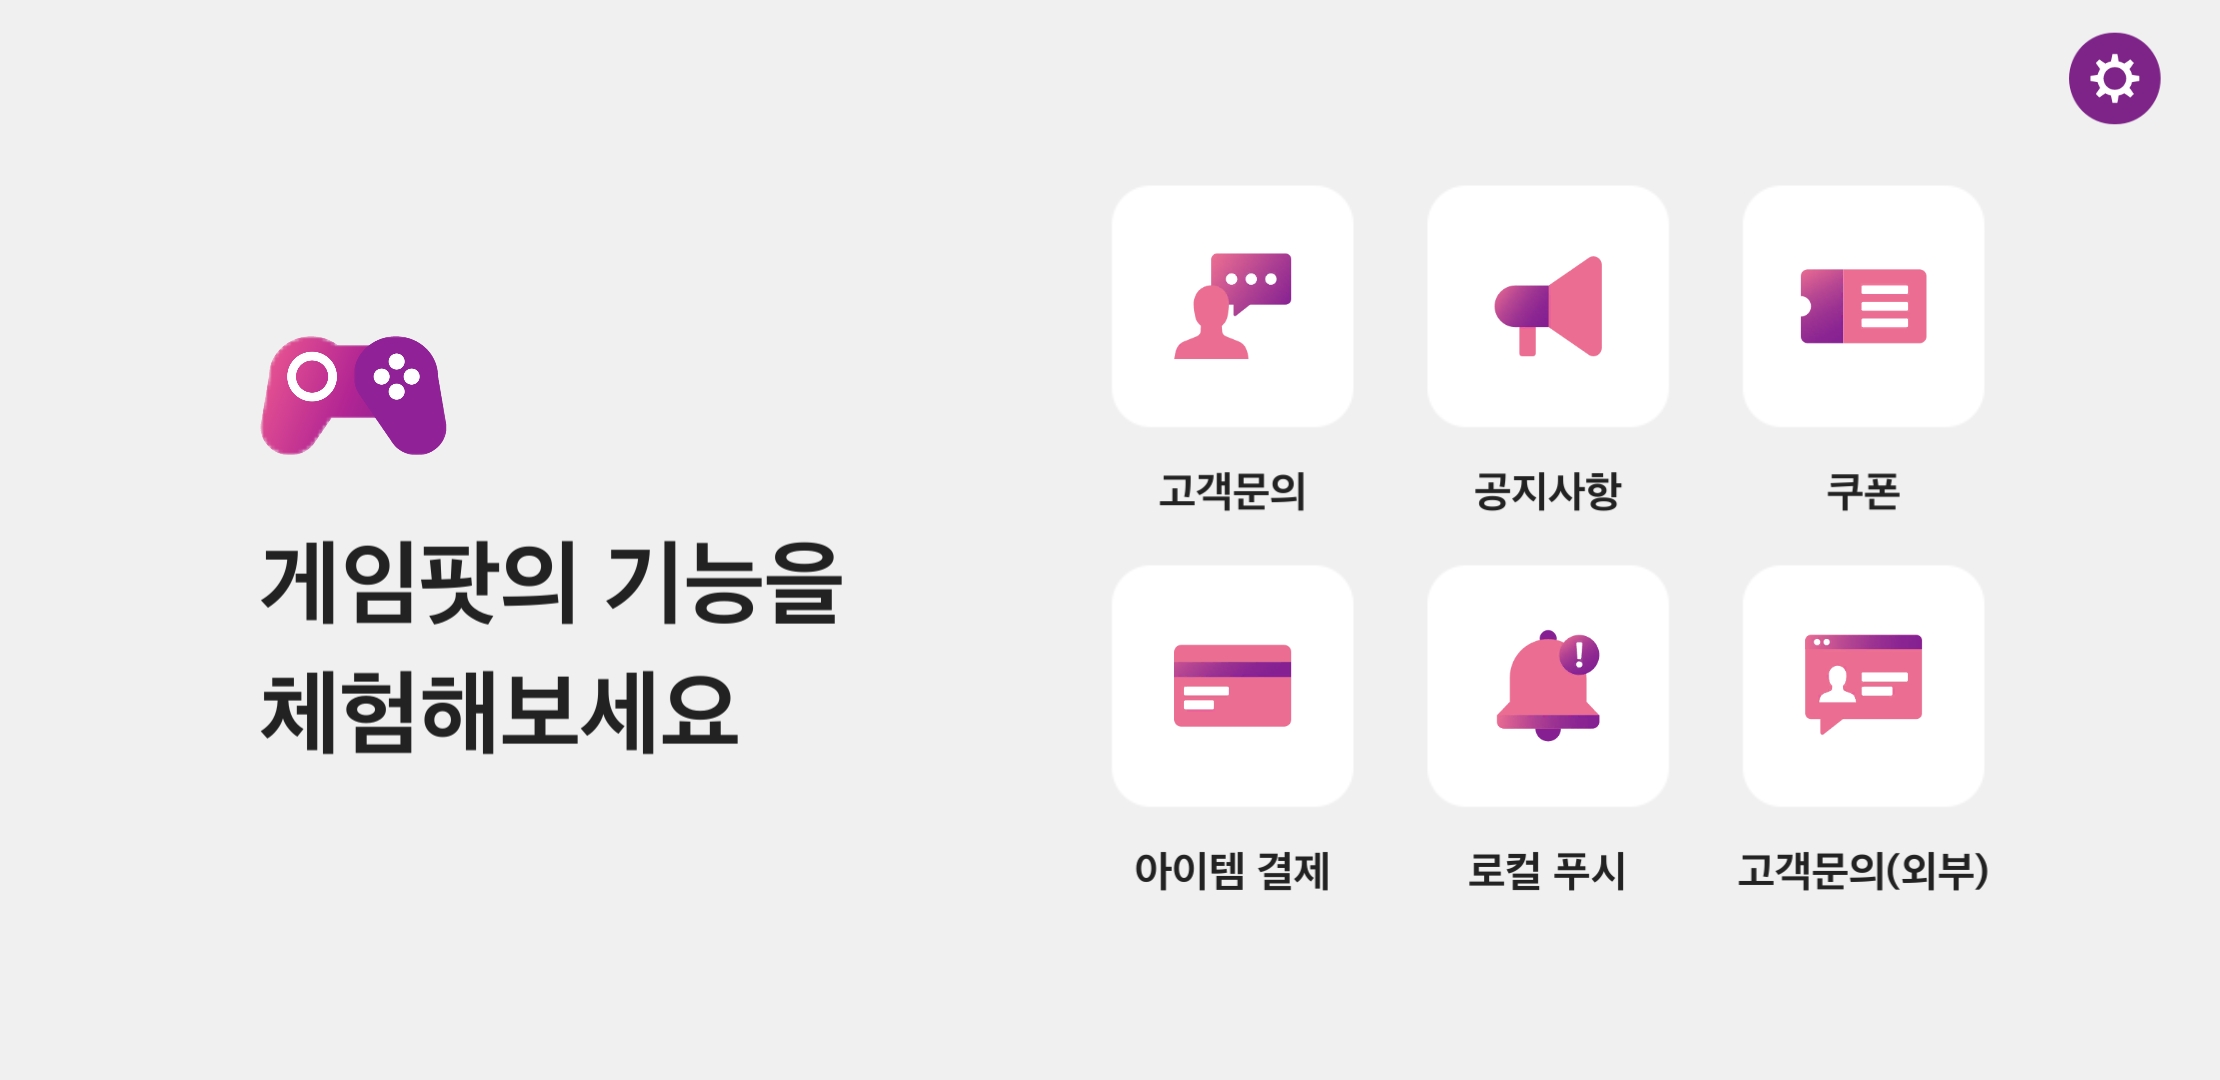 게임팟의 기능을
체험해보세요
고객문의
공지사항
쿠폰
아이템 결제
로컬 푸시
고객문의(외부)